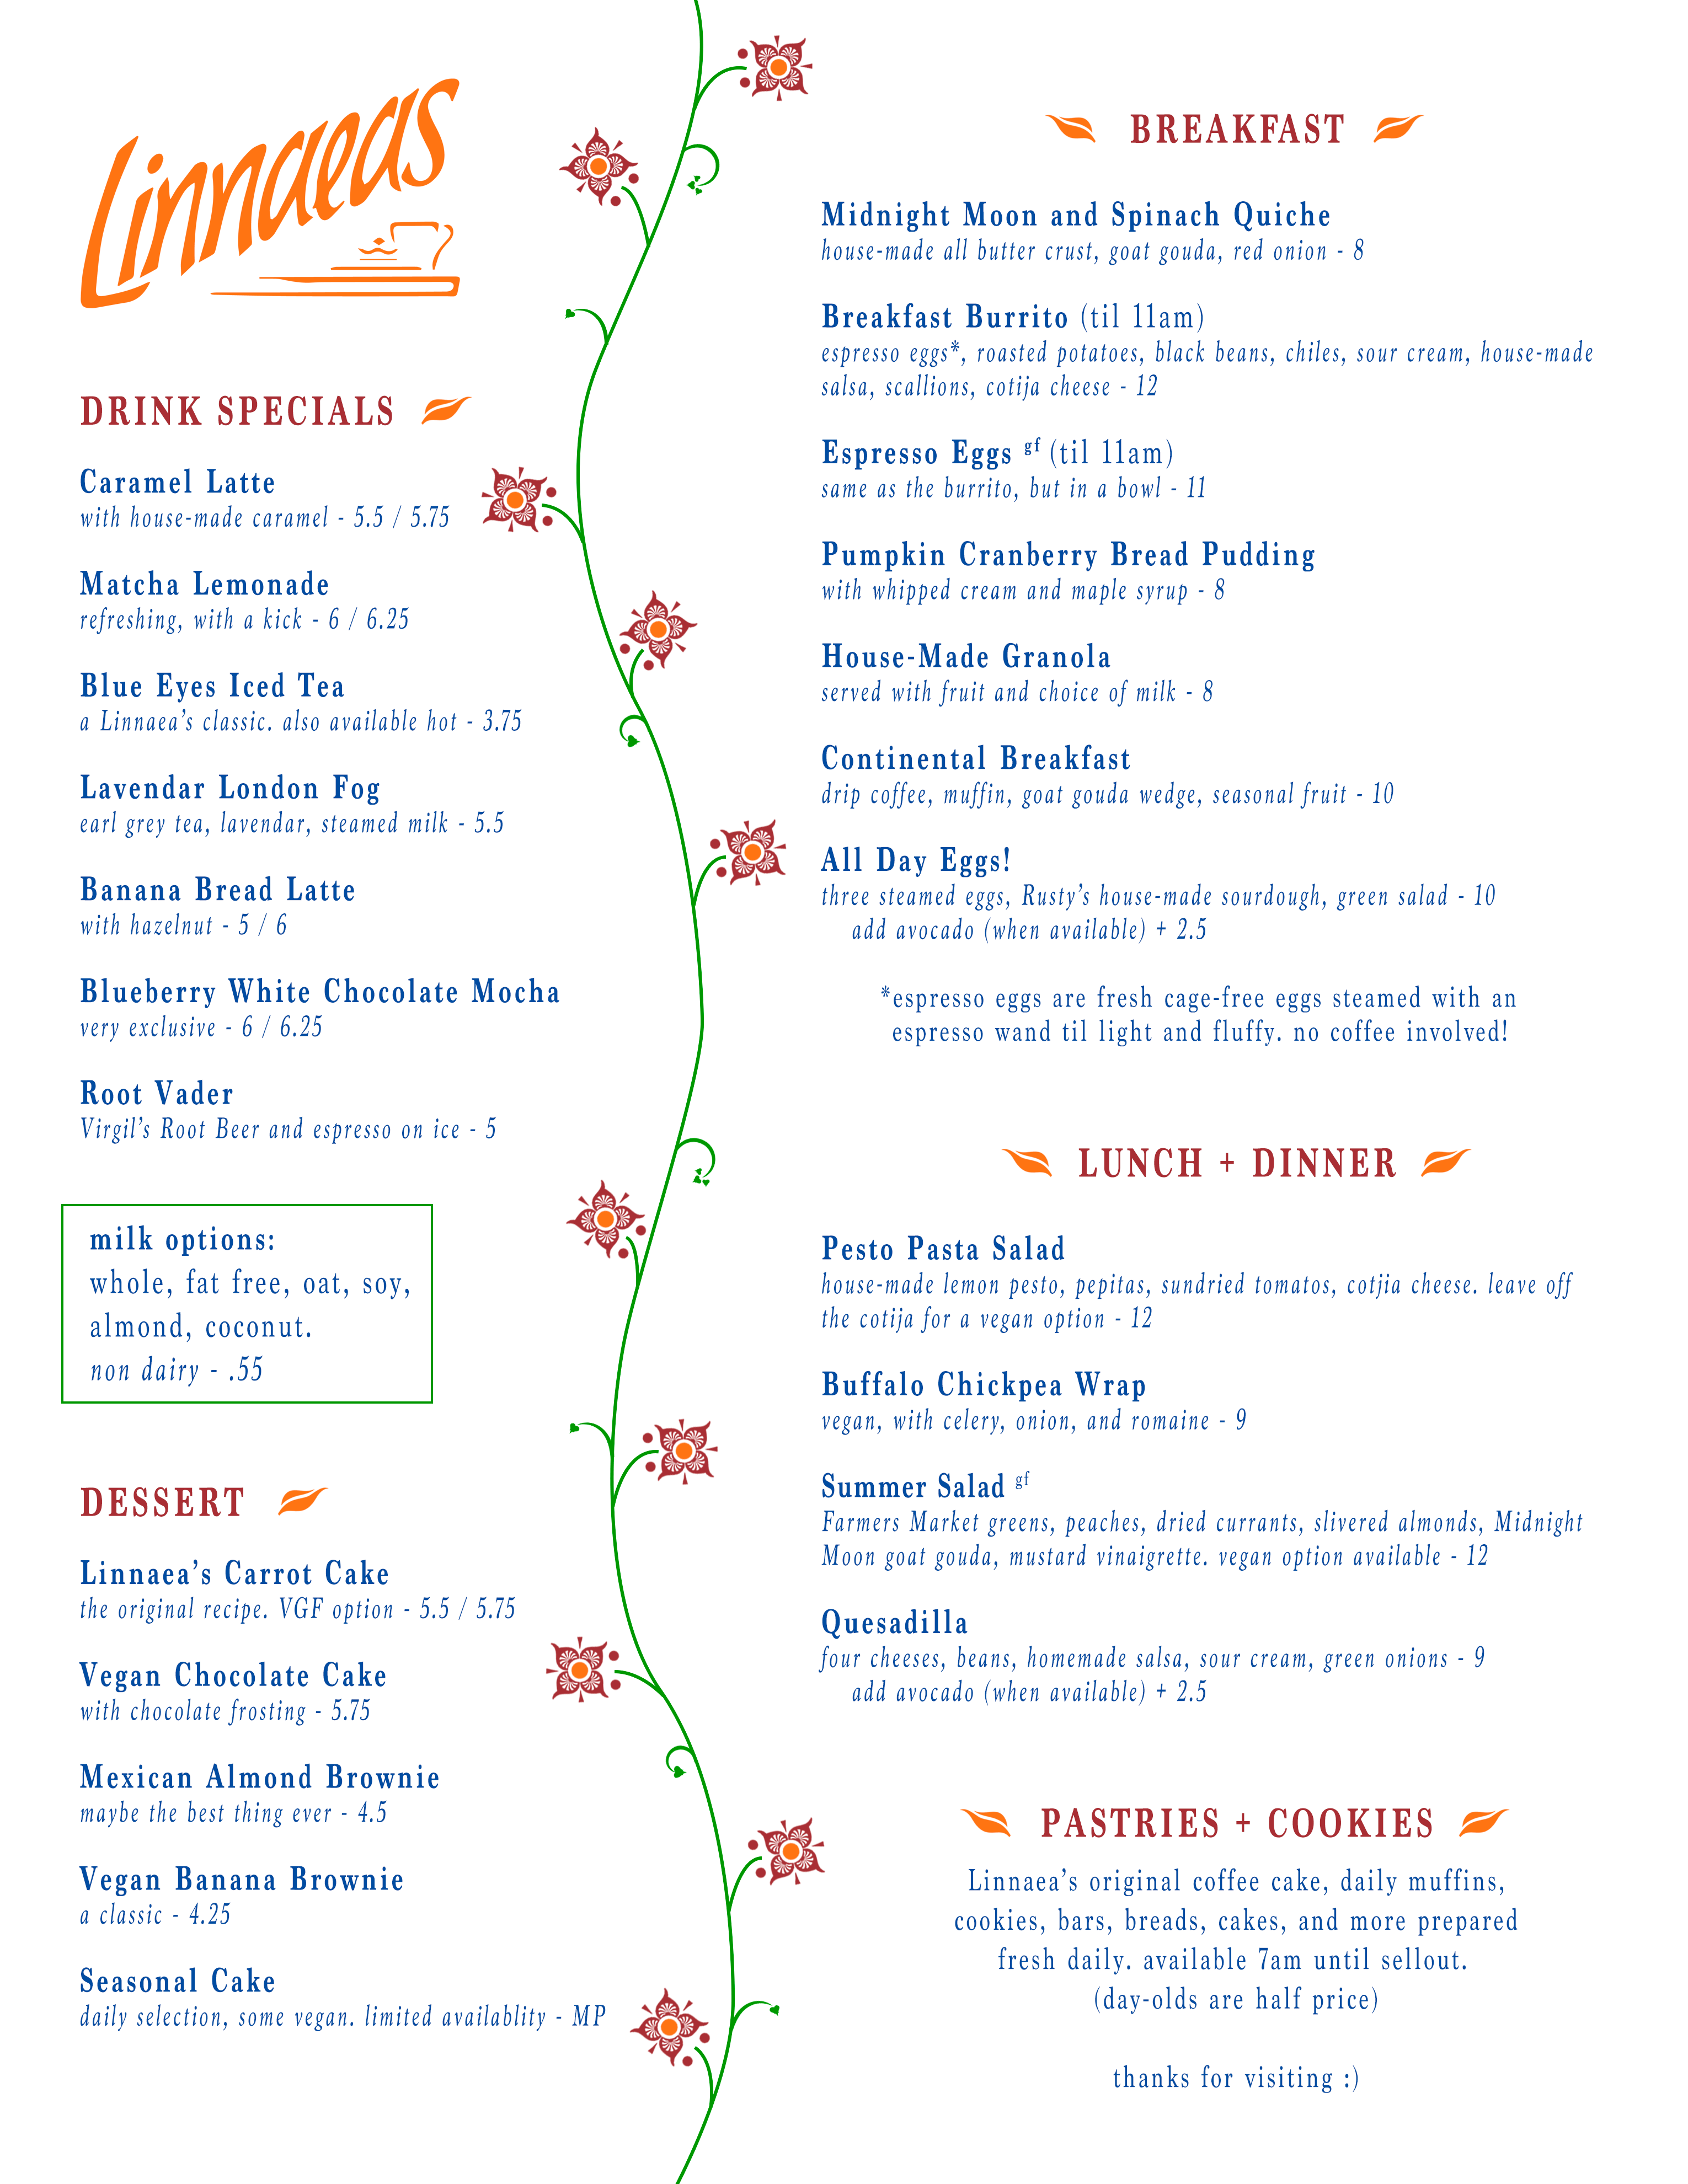 Linnaeas
DRINK SPECIALS
Caramel Latte
with house-made caramel - 5.5 / 5.75
Matcha Lemonade
refreshing, with a kick - 6 / 6.25
Blue Eyes Iced Tea
a Linnaea's classic. also available hot - 3.75
Lavendar London Fog
earl grey tea, lavendar, steamed milk - 5.5
Banana Bread Latte
with hazelnut - 5 / 6
Blueberry White Chocolate Mocha
very exclusive - 6 / 6.25
Root Vader
Virgil's Root Beer and espresso on ice - 5
milk options:
whole, fat free, oat, soy,
almond, coconut.
non dairy - .55
DESSERT
Linnaea's Carrot Cake
the original recipe. VGF option - 5.5 / 5.75
Vegan Chocolate Cake
with chocolate frosting - 5.75
Mexican Almond Brownie
maybe the best thing ever - 4.5
Vegan Banana Brownie
a classic - 4.25
Seasonal Cake
daily selection, some vegan. limited availablity - MP
BREAKFAST
Midnight Moon and Spinach Quiche
house-made all butter crust, goat gouda, red onion - 8
Breakfast Burrito (til 11am)
espresso eggs*, roasted potatoes, black beans, chiles, sour cream, house-made
salsa, scallions, cotija cheese - 12
Espresso Eggs gf (til 11am)
same as the burrito, but in a bowl - 11
Pumpkin Cranberry Bread Pudding
with whipped cream and maple syrup - 8
House-Made Granola
served with fruit and choice of milk - 8
Continental Breakfast
drip coffee, muffin, goat gouda wedge, seasonal fruit - 10
All Day Eggs!
three steamed eggs, Rusty's house-made sourdough, green salad - 10
add avocado (when available) + 2.5
*espresso eggs are fresh cage-free eggs steamed with an
espresso wand til light and fluffy. no coffee involved!
LUNCH + DINNER
Pesto Pasta Salad
house-made lemon pesto, pepitas, sundried tomatos, cotjia cheese. leave off
the cotija for a vegan option - 12
Buffalo Chickpea Wrap
vegan, with celery, onion, and romaine - 9
Summer Salad gf
Farmers Market greens, peaches, dried currants, slivered almonds, Midnight
Moon goat gouda, mustard vinaigrette. vegan option available - 12
Quesadilla
four cheeses, beans, homemade salsa, sour cream, green onions - 9
add avocado (when available) + 2.5
PASTRIES + COOKIES
Linnaea's original coffee cake, daily muffins,
cookies, bars, breads, cakes, and more prepared
fresh daily. available 7am until sellout.
(day-olds are half price)
thanks for visiting :)